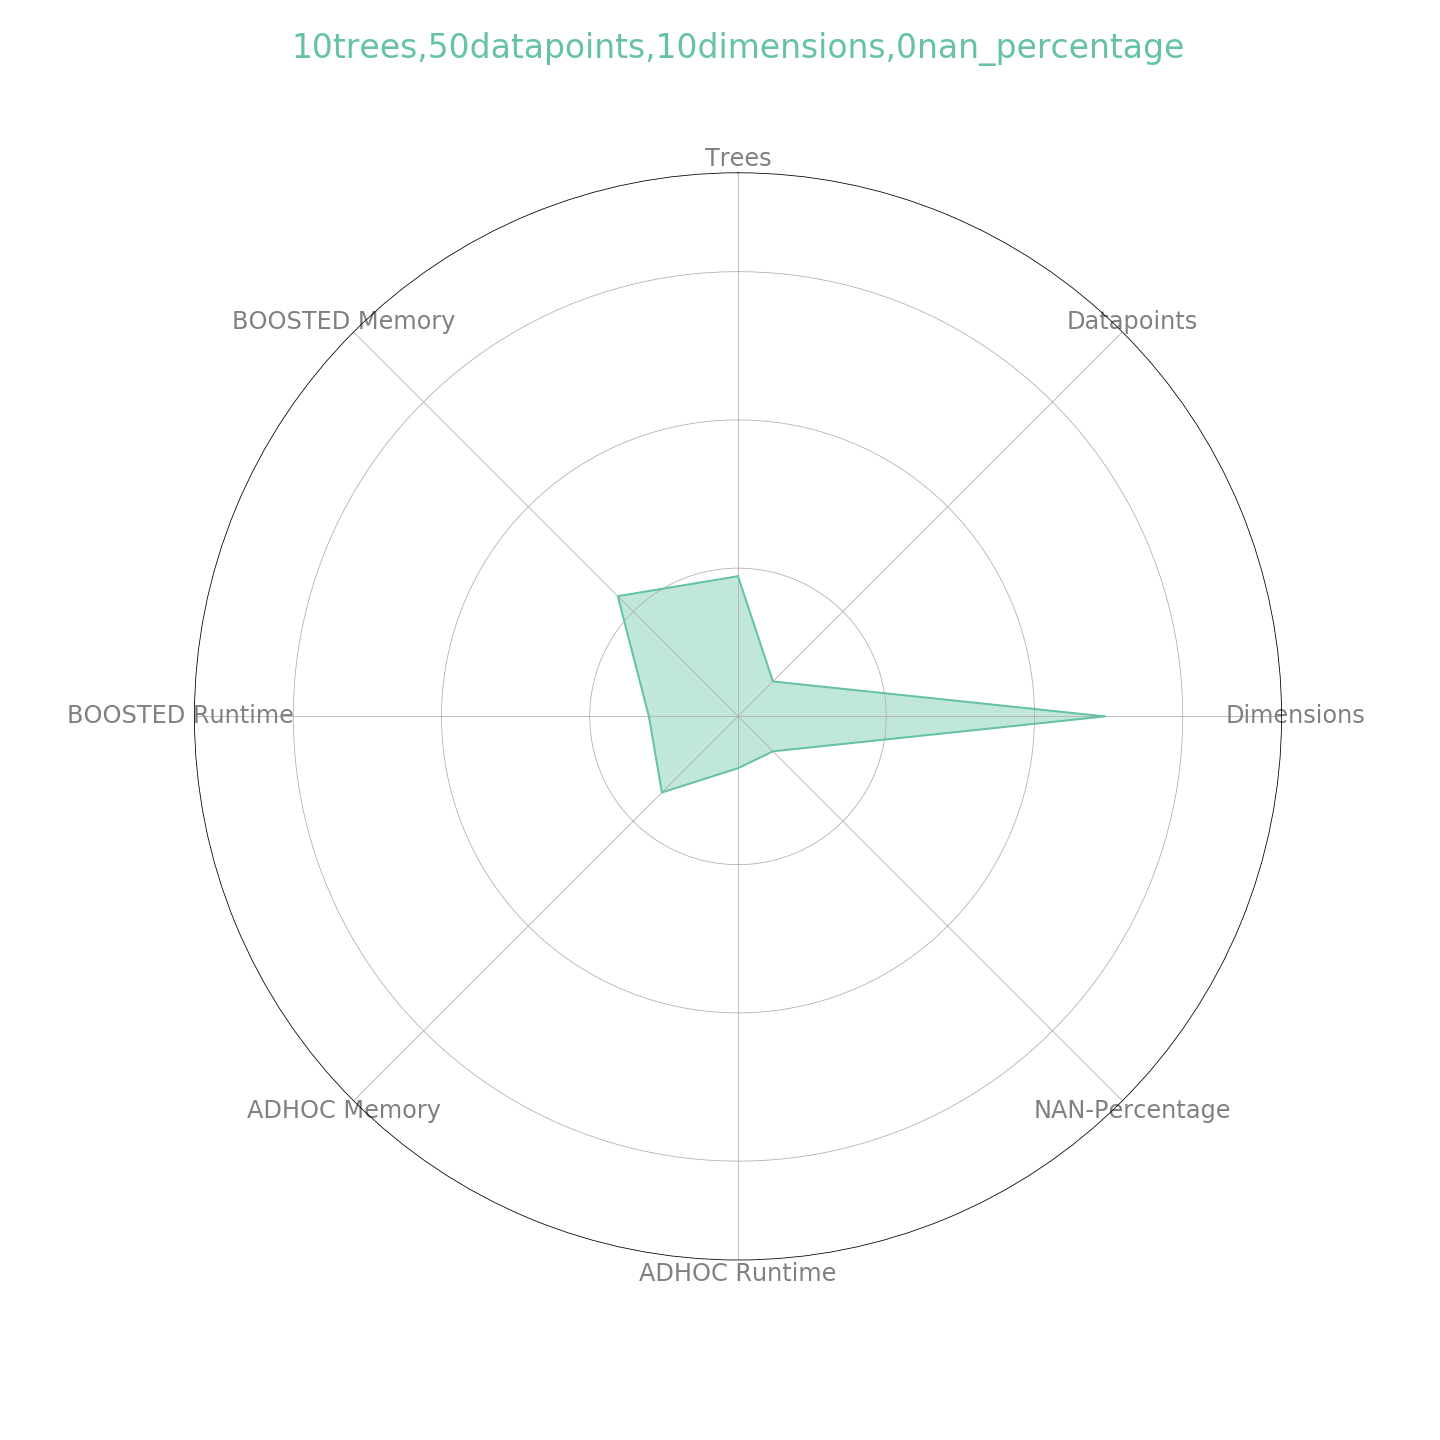 10trees,50datapoints,10dimensions,0nan_percentage
Trees
BOOSTED Memory
Datapoints
BOOSTED Runtime
Dimensions
ADHOC Memory
NAN-Percentage
ADHOC Runtime